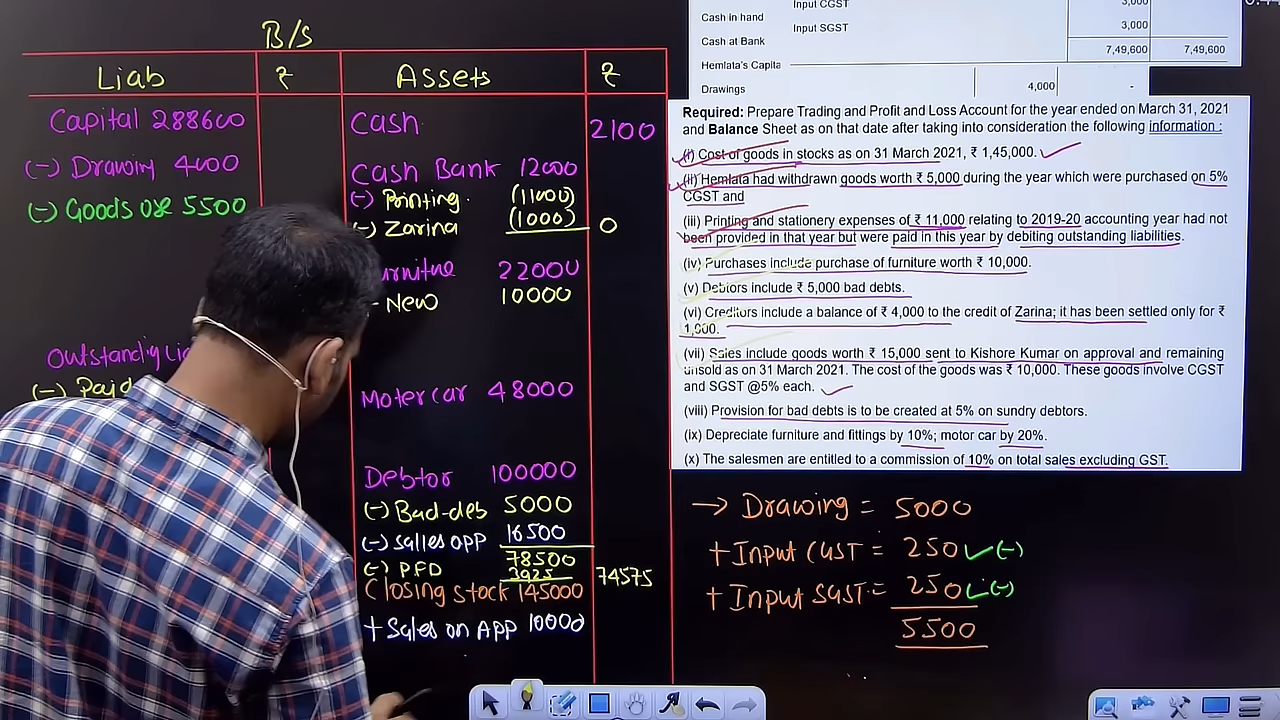 B/S
Liab ₹ Assets ₹
Capital 288600
(-) Drawing 4000
(-) Goods use 5500
Outstandig
(-) Paid
Cash 2100
Cash Bank 12000
(-) Printing. (11000)
(-) Zarina (1000) 0
22000
New 10000
Moter car 48000
Debtor 100000
(-) Bad-deb 5000
(-) Salles app 16500
78500
(-) PFD 3925 74575
Closing stock 145000
+ Sales on App 10000
Input CGST 3,000
Cash in hand
Input SGST 3,000
Cash at Bank
7,49,600 7,49,600
Hemlata's Capita
Drawings 4,000 -
Required: Prepare Trading and Profit and Loss Account for the year ended on March 31, 2021
and Balance Sheet as on that date after taking into consideration the following information :
(i) Cost of goods in stocks as on 31 March 2021, ₹ 1,45,000.
(ii) Hemlata had withdrawn goods worth ₹ 5,000 during the year which were purchased on 5%
CGST and
(iii) Printing and stationery expenses of ₹ 11,000 relating to 2019-20 accounting year had not
been provided in that year but were paid in this year by debiting outstanding liabilities.
(iv) Purchases include purchase of furniture worth ₹ 10,000.
(v) Debtors include ₹ 5,000 bad debts.
(vi) Creditors include a balance of ₹ 4,000 to the credit of Zarina; it has been settled only for ₹
1,000.
(vii) Sales include goods worth ₹ 15,000 sent to Kishore Kumar on approval and remaining
unsold as on 31 March 2021. The cost of the goods was ₹ 10,000. These goods involve CGST
and SGST @5% each.
(viii) Provision for bad debts is to be created at 5% on sundry debtors.
(ix) Depreciate furniture and fittings by 10%; motor car by 20%.
(x) The salesmen are entitled to a commission of 10% on total sales excluding GST.
→ Drawing = 5000
+ Input CGST = 250 (-)
+ Input SGST = 250 (-)
5500